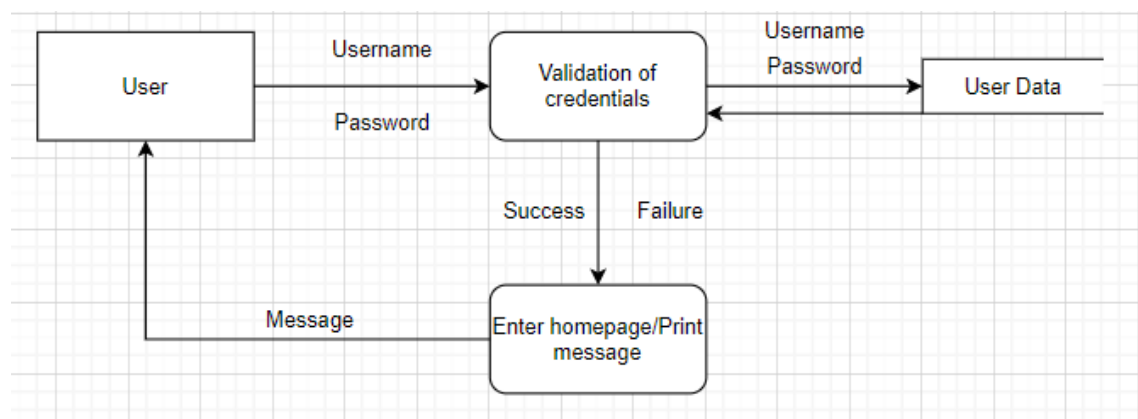 User
Username
Password
Validation of
credentials
Username
Password
User Data
Success
Failure
Enter homepage/Print
message
Message